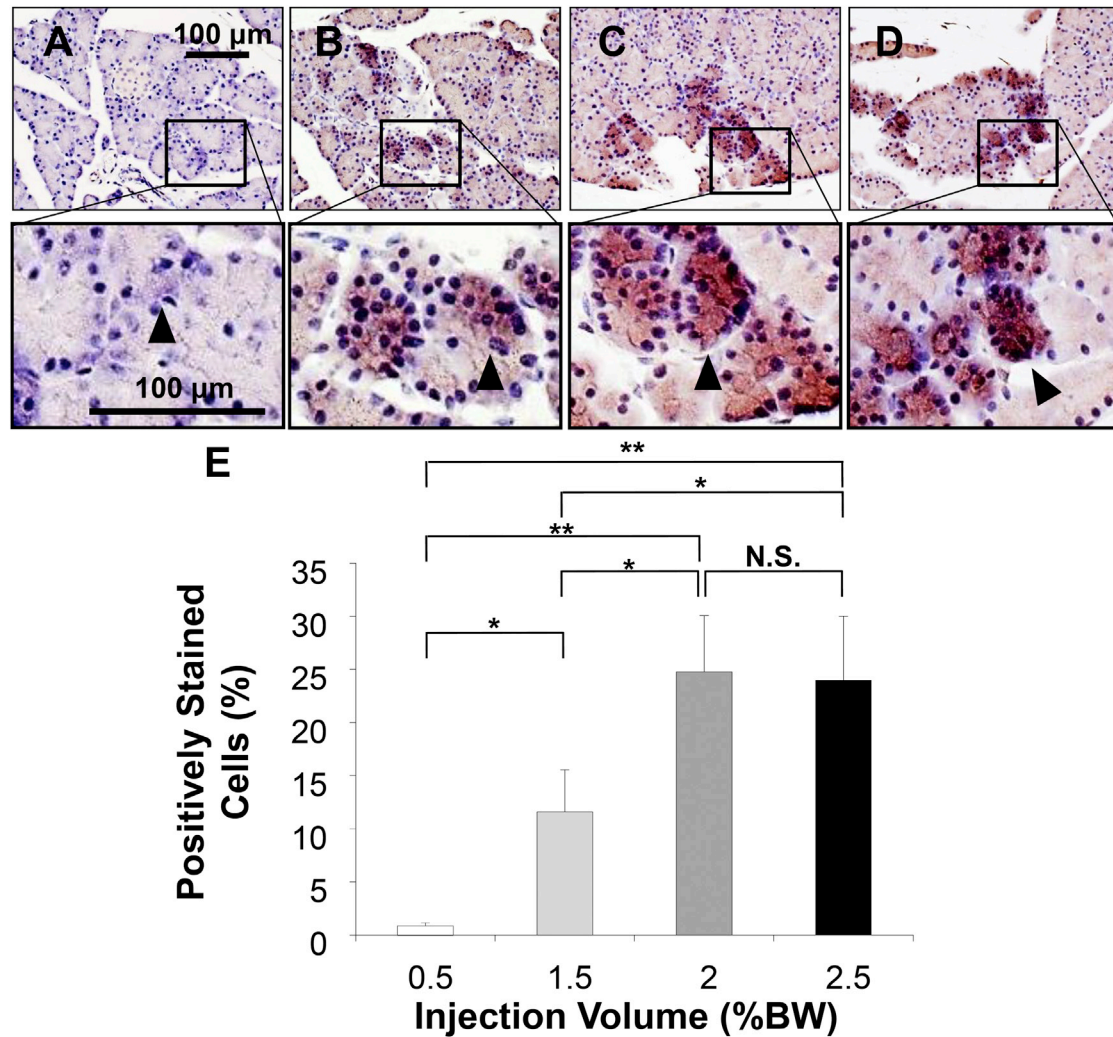 A
B
C
D
100 µm
100 µm
E
**
*
**
*
N.S.
*
35
30
25
20
15
10
5
0
Positively Stained
Cells (%)
0.5 1.5 2 2.5
Injection Volume (%BW)